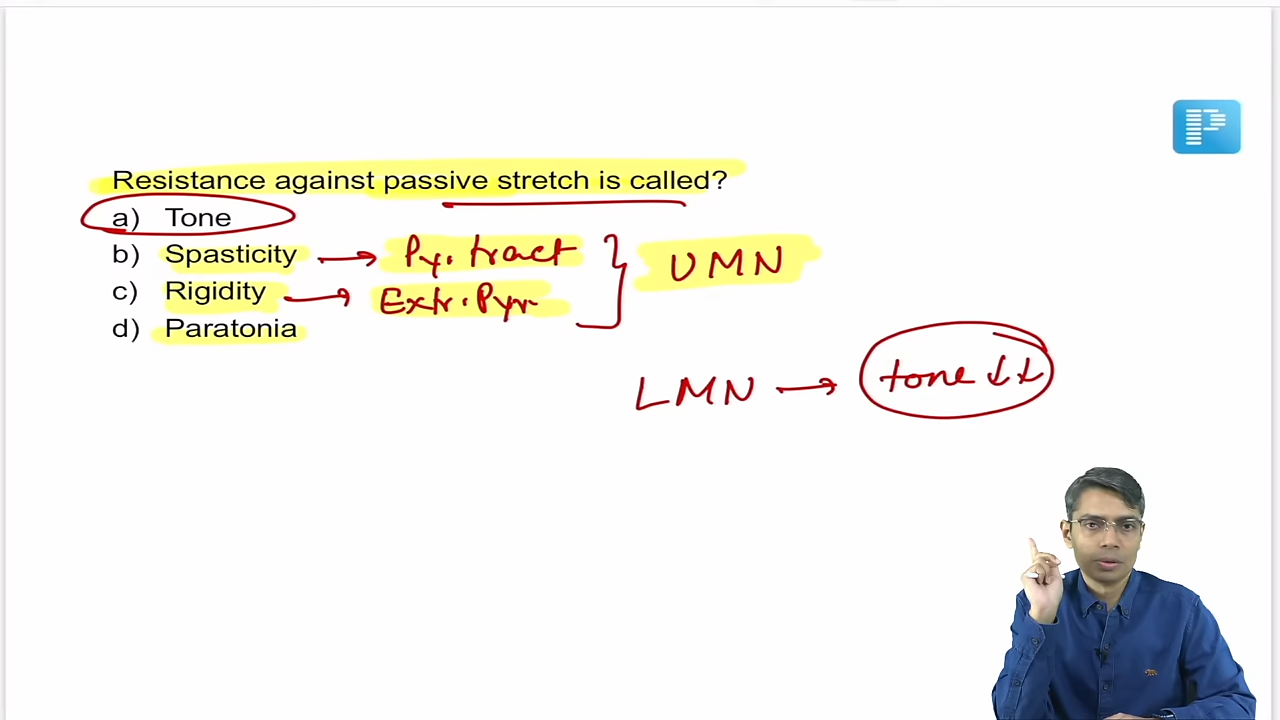 Resistance against passive stretch is called?
a) Tone
b) Spasticity → Py. tract } UMN
c) Rigidity → Extr. Pyr.
d) Paratonia
LMN → tone ↓↓
P